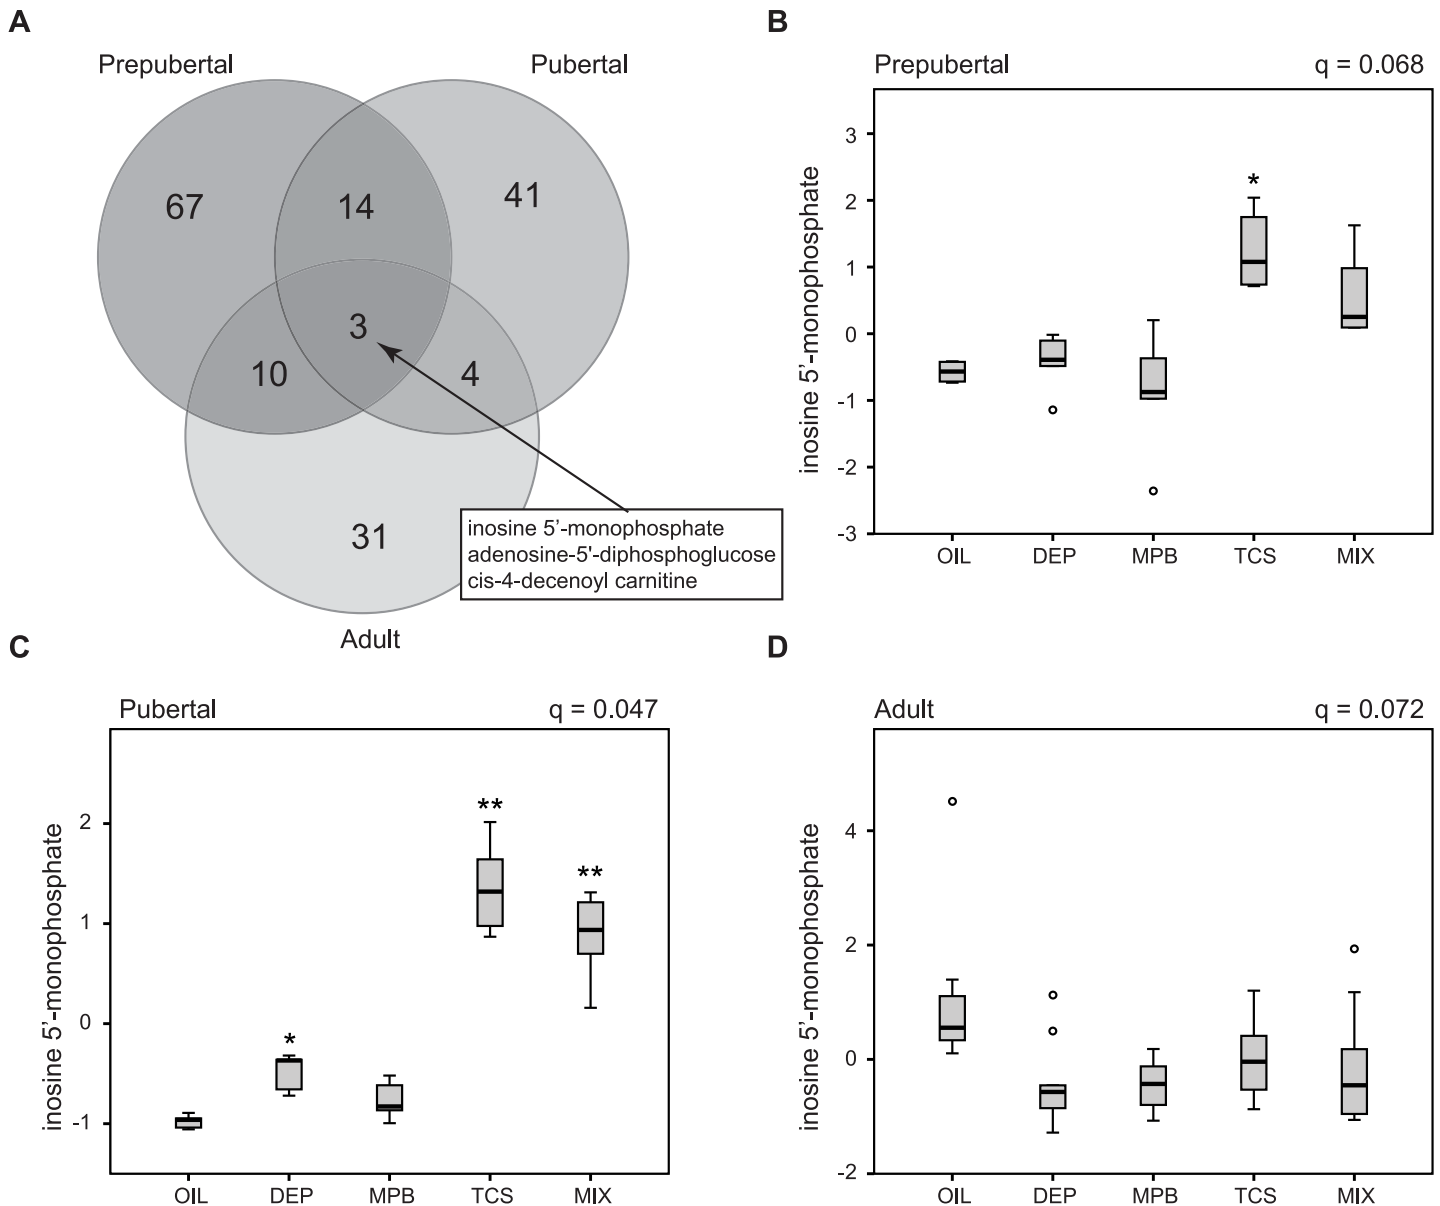 A
Prepubertal
Pubertal
67
14
41
3
10
4
31
inosine 5’-monophosphate
adenosine-5'-diphosphoglucose
cis-4-decenoyl carnitine
Adult
B
Prepubertal
q = 0.068
inosine 5’-monophosphate
3
2
1
0
-1
-2
-3
*
OIL
DEP
MPB
TCS
MIX
C
Pubertal
q = 0.047
inosine 5’-monophosphate
2
1
0
-1
*
**
**
OIL
DEP
MPB
TCS
MIX
D
Adult
q = 0.072
inosine 5’-monophosphate
4
2
0
-2
OIL
DEP
MPB
TCS
MIX